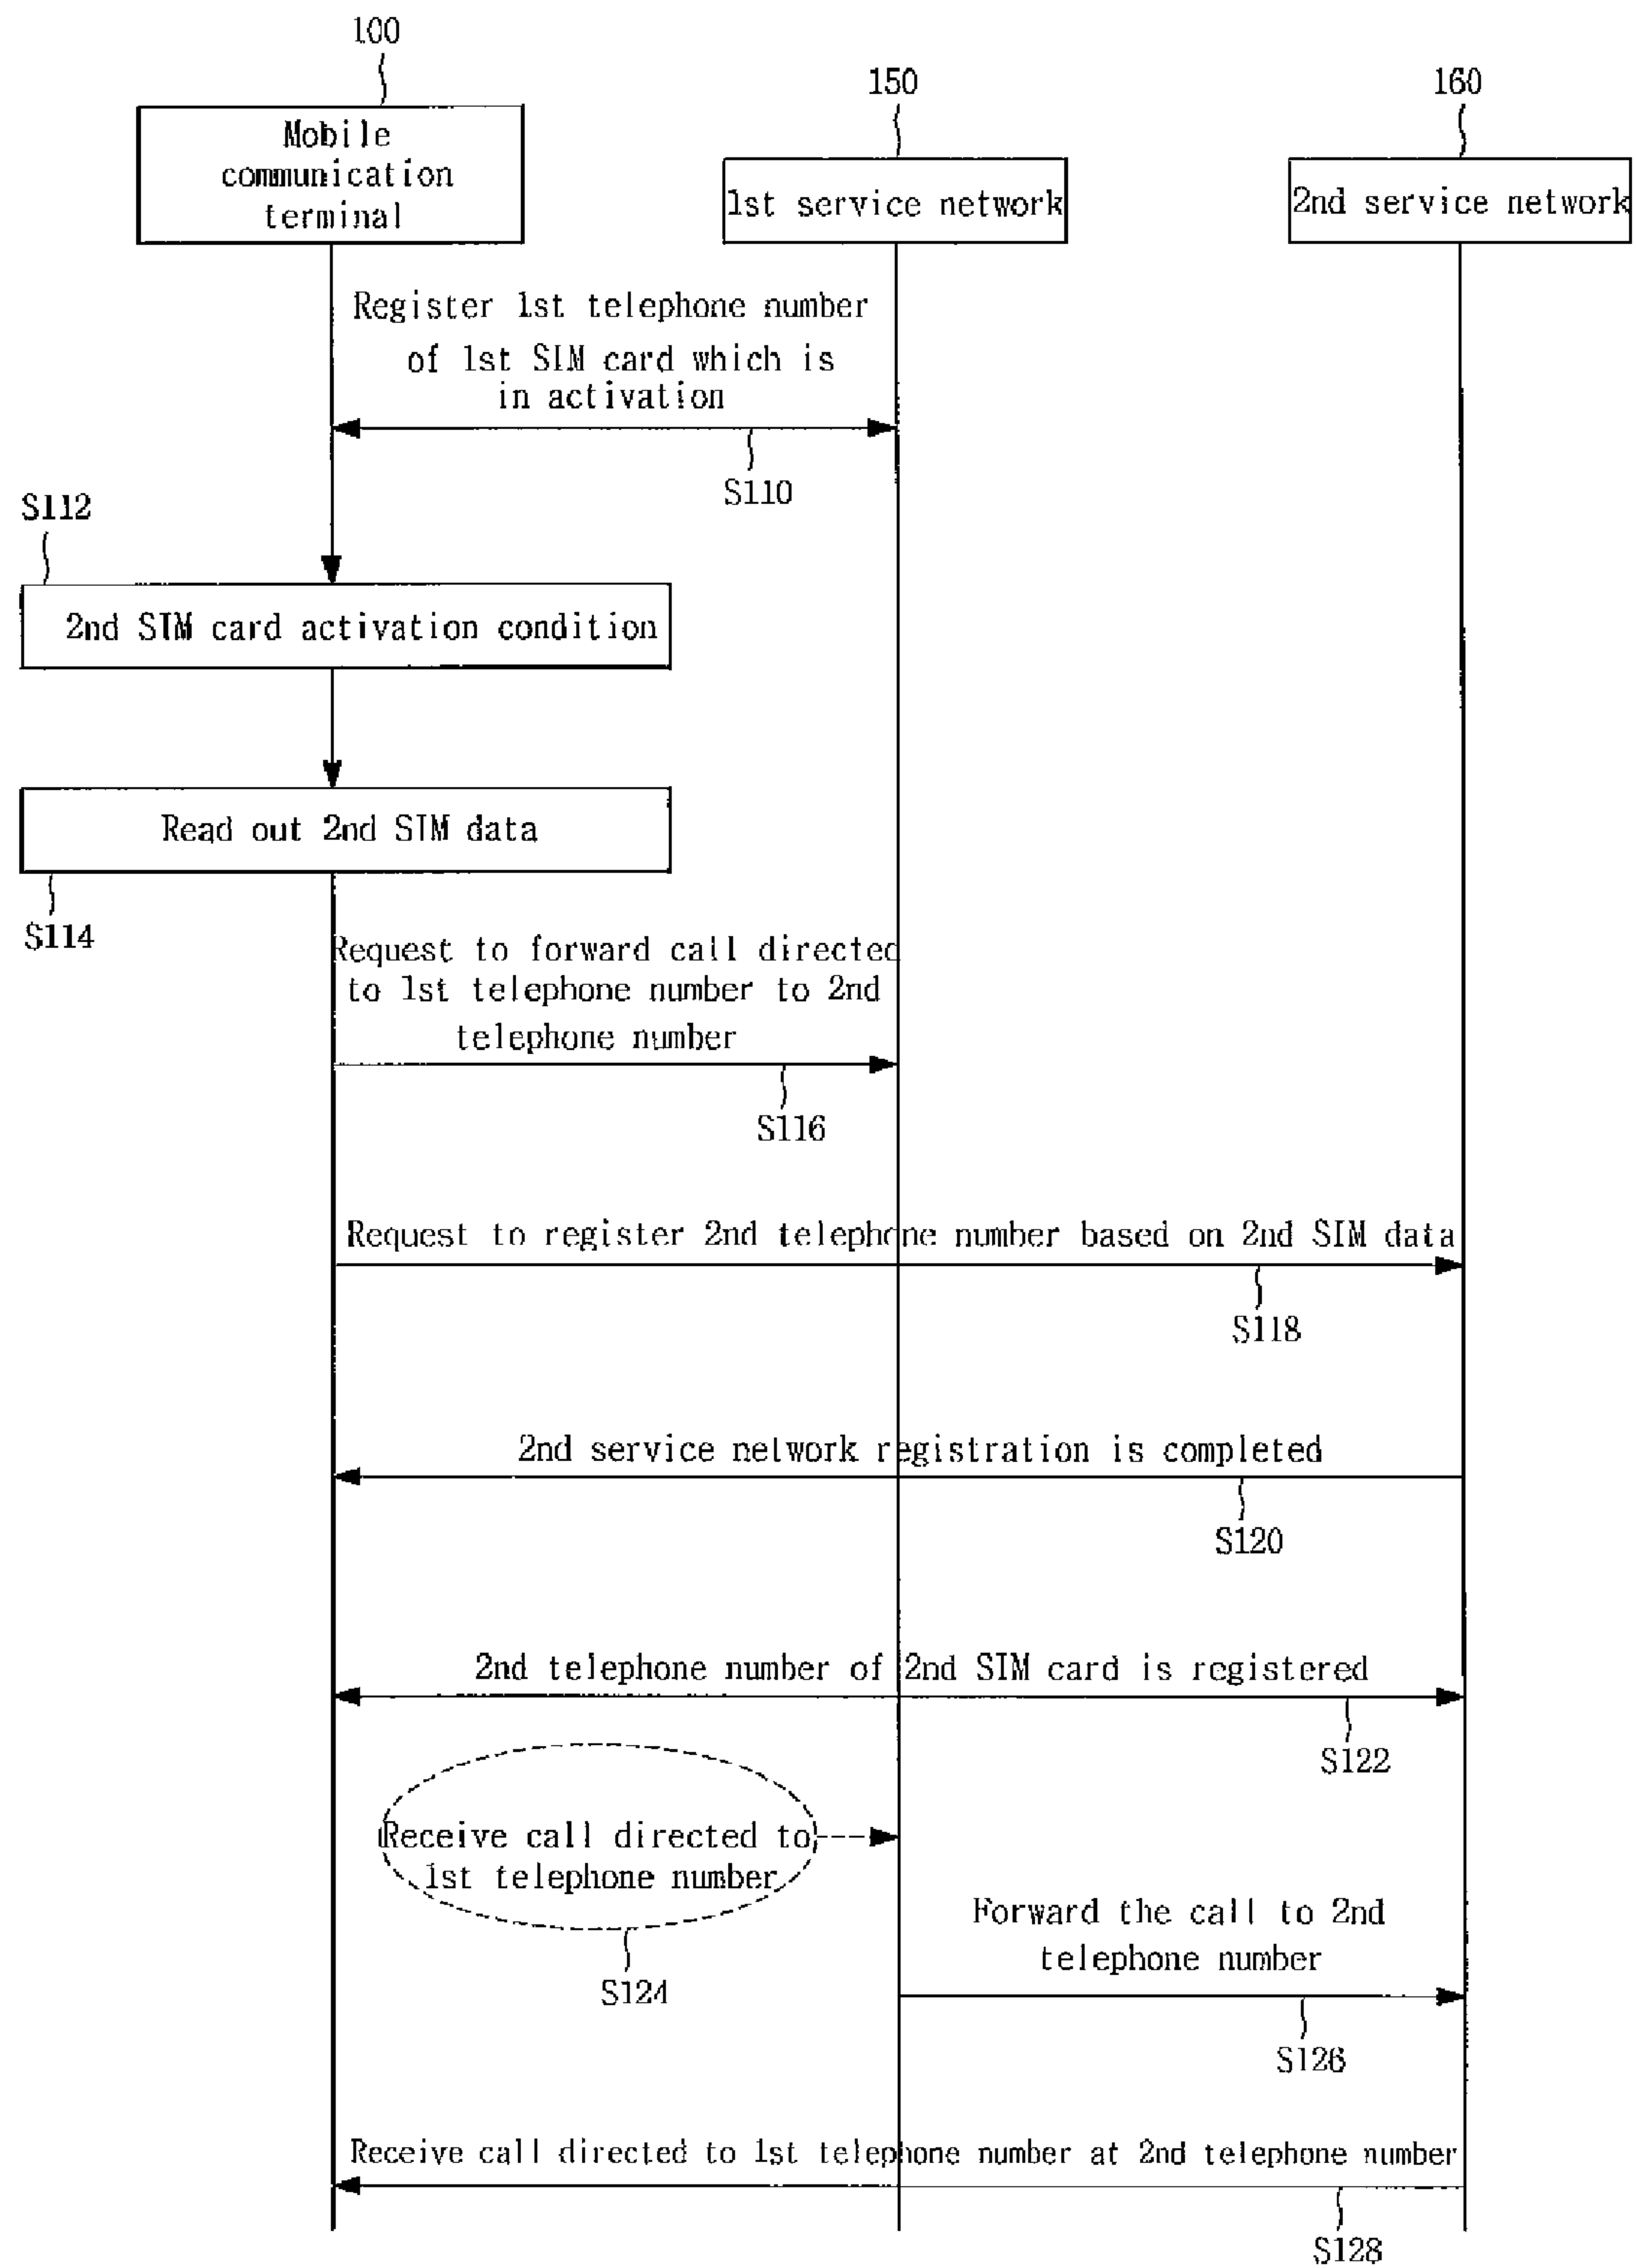 100
150
160
Mobile
communication
terminal
1st service network
2nd service network
Register 1st telephone number
of 1st SIM card which is
in activation
S110
S112
2nd SIM card activation condition
Read out 2nd SIM data
S114
Request to forward call directed
to 1st telephone number to 2nd
telephone number
S116
Request to register 2nd telephone number based on 2nd SIM data
S118
2nd service network registration is completed
S120
2nd telephone number of 2nd SIM card is registered
S122
Receive call directed to
1st telephone number
S124
Forward the call to 2nd
telephone number
S126
Receive call directed to 1st telephone number at 2nd telephone number
S128